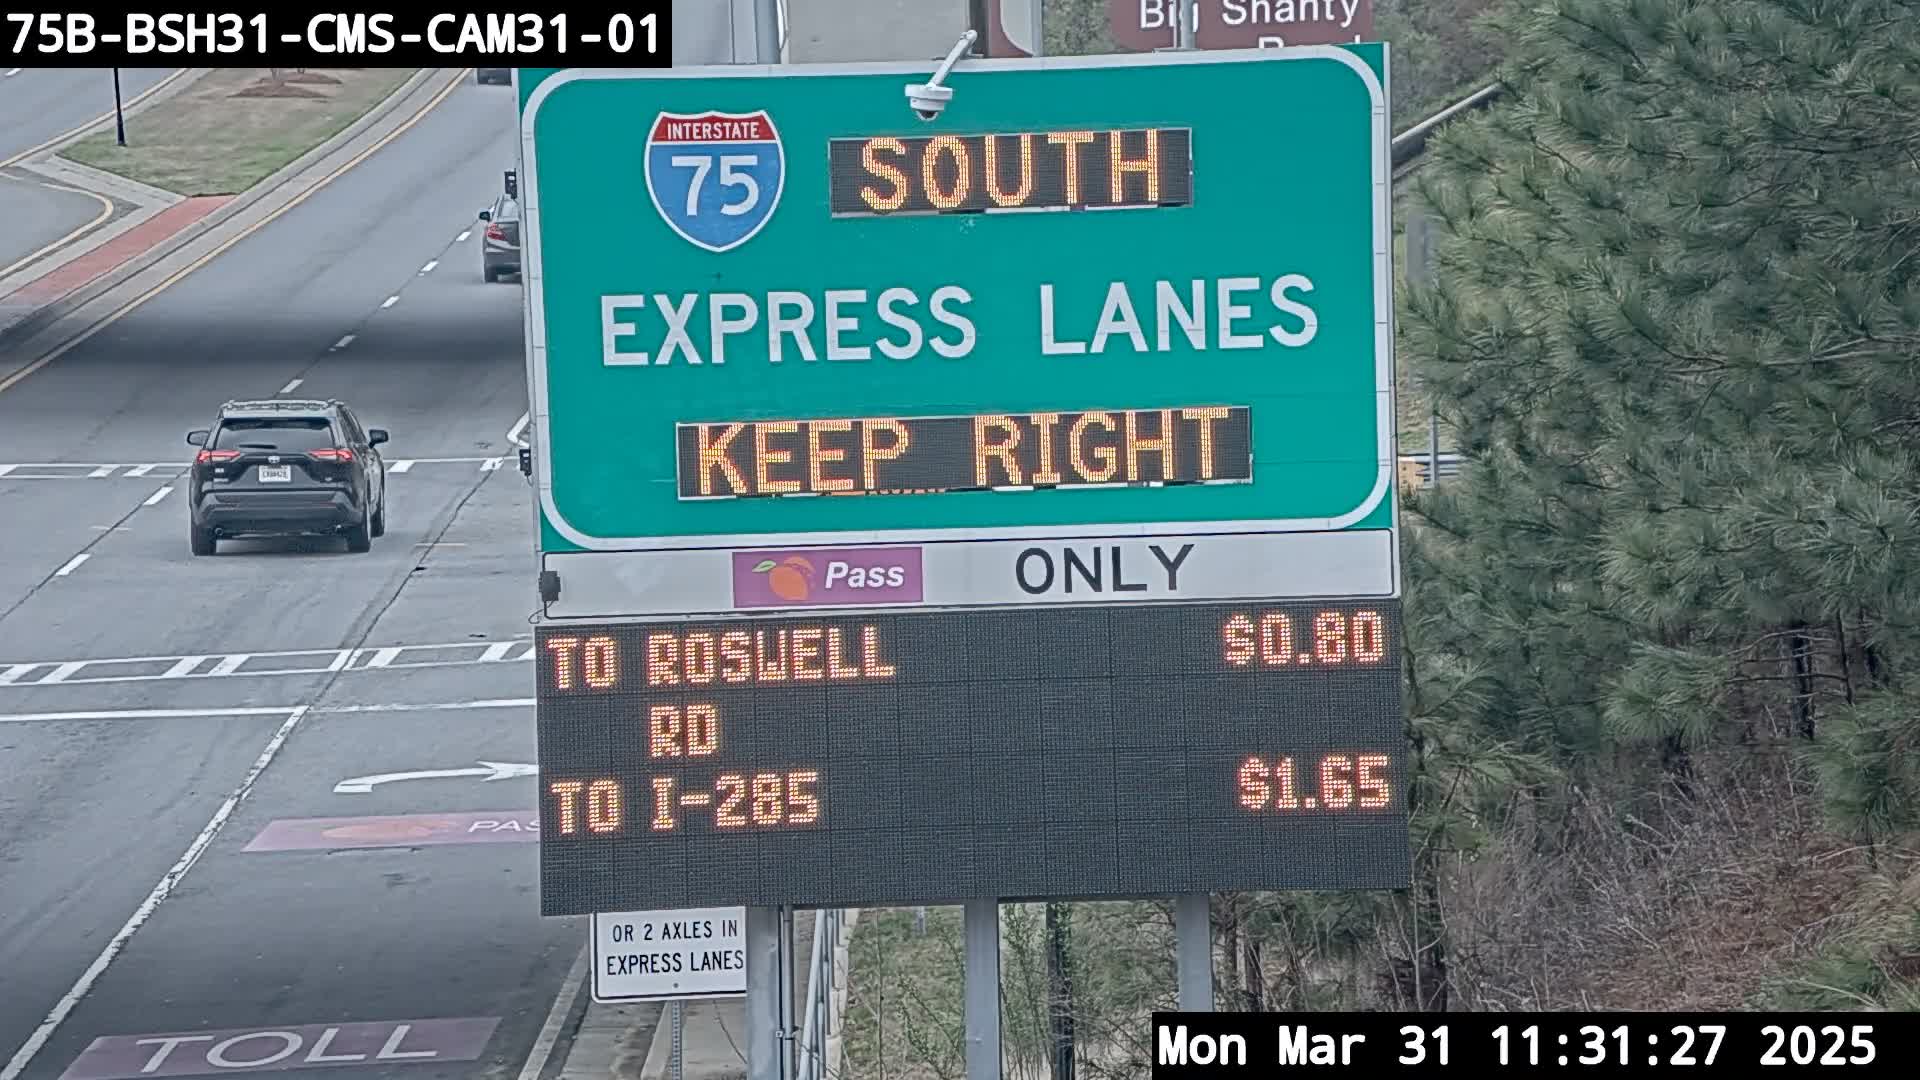 75B-BSH31-CMS-CAM31-01
Big Shanty
INTERSTATE
75
SOUTH
EXPRESS LANES
KEEP RIGHT
Pass ONLY
TO ROSWELL $0.80
RD
TO I-285 $1.65
OR 2 AXLES IN
EXPRESS LANES
TOLL
Mon Mar 31 11:31:27 2025